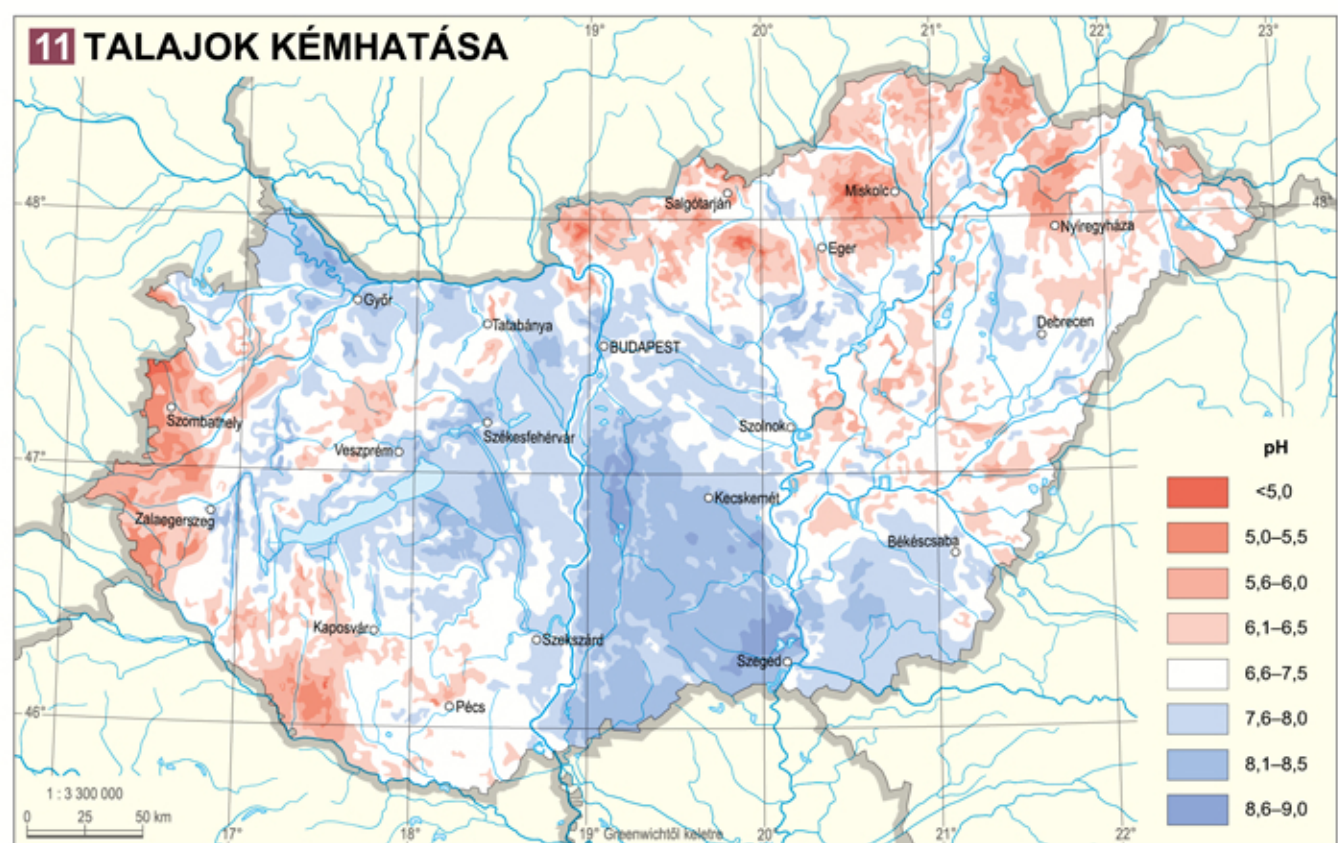 11 TALAJOK KÉMHATÁSA
19° 20° 21° 22° 23°
48° 48°
Salgótarján
Miskolc
Nyíregyháza
Eger
Győr
Tatabánya
Debrecen
BUDAPEST
Szombathely
Szolnok
Székesfehérvár
Veszprém
47°
Kecskemét
Zalaegerszeg
Békéscsaba
Kaposvár
Szekszárd
Szeged
46°
Pécs
pH
<5,0
5,0–5,5
5,6–6,0
6,1–6,5
6,6–7,5
7,6–8,0
8,1–8,5
8,6–9,0
1 : 3 300 000
0 25 50 km
17° 18° 19° Greenwichtől keletre 20° 21° 22°